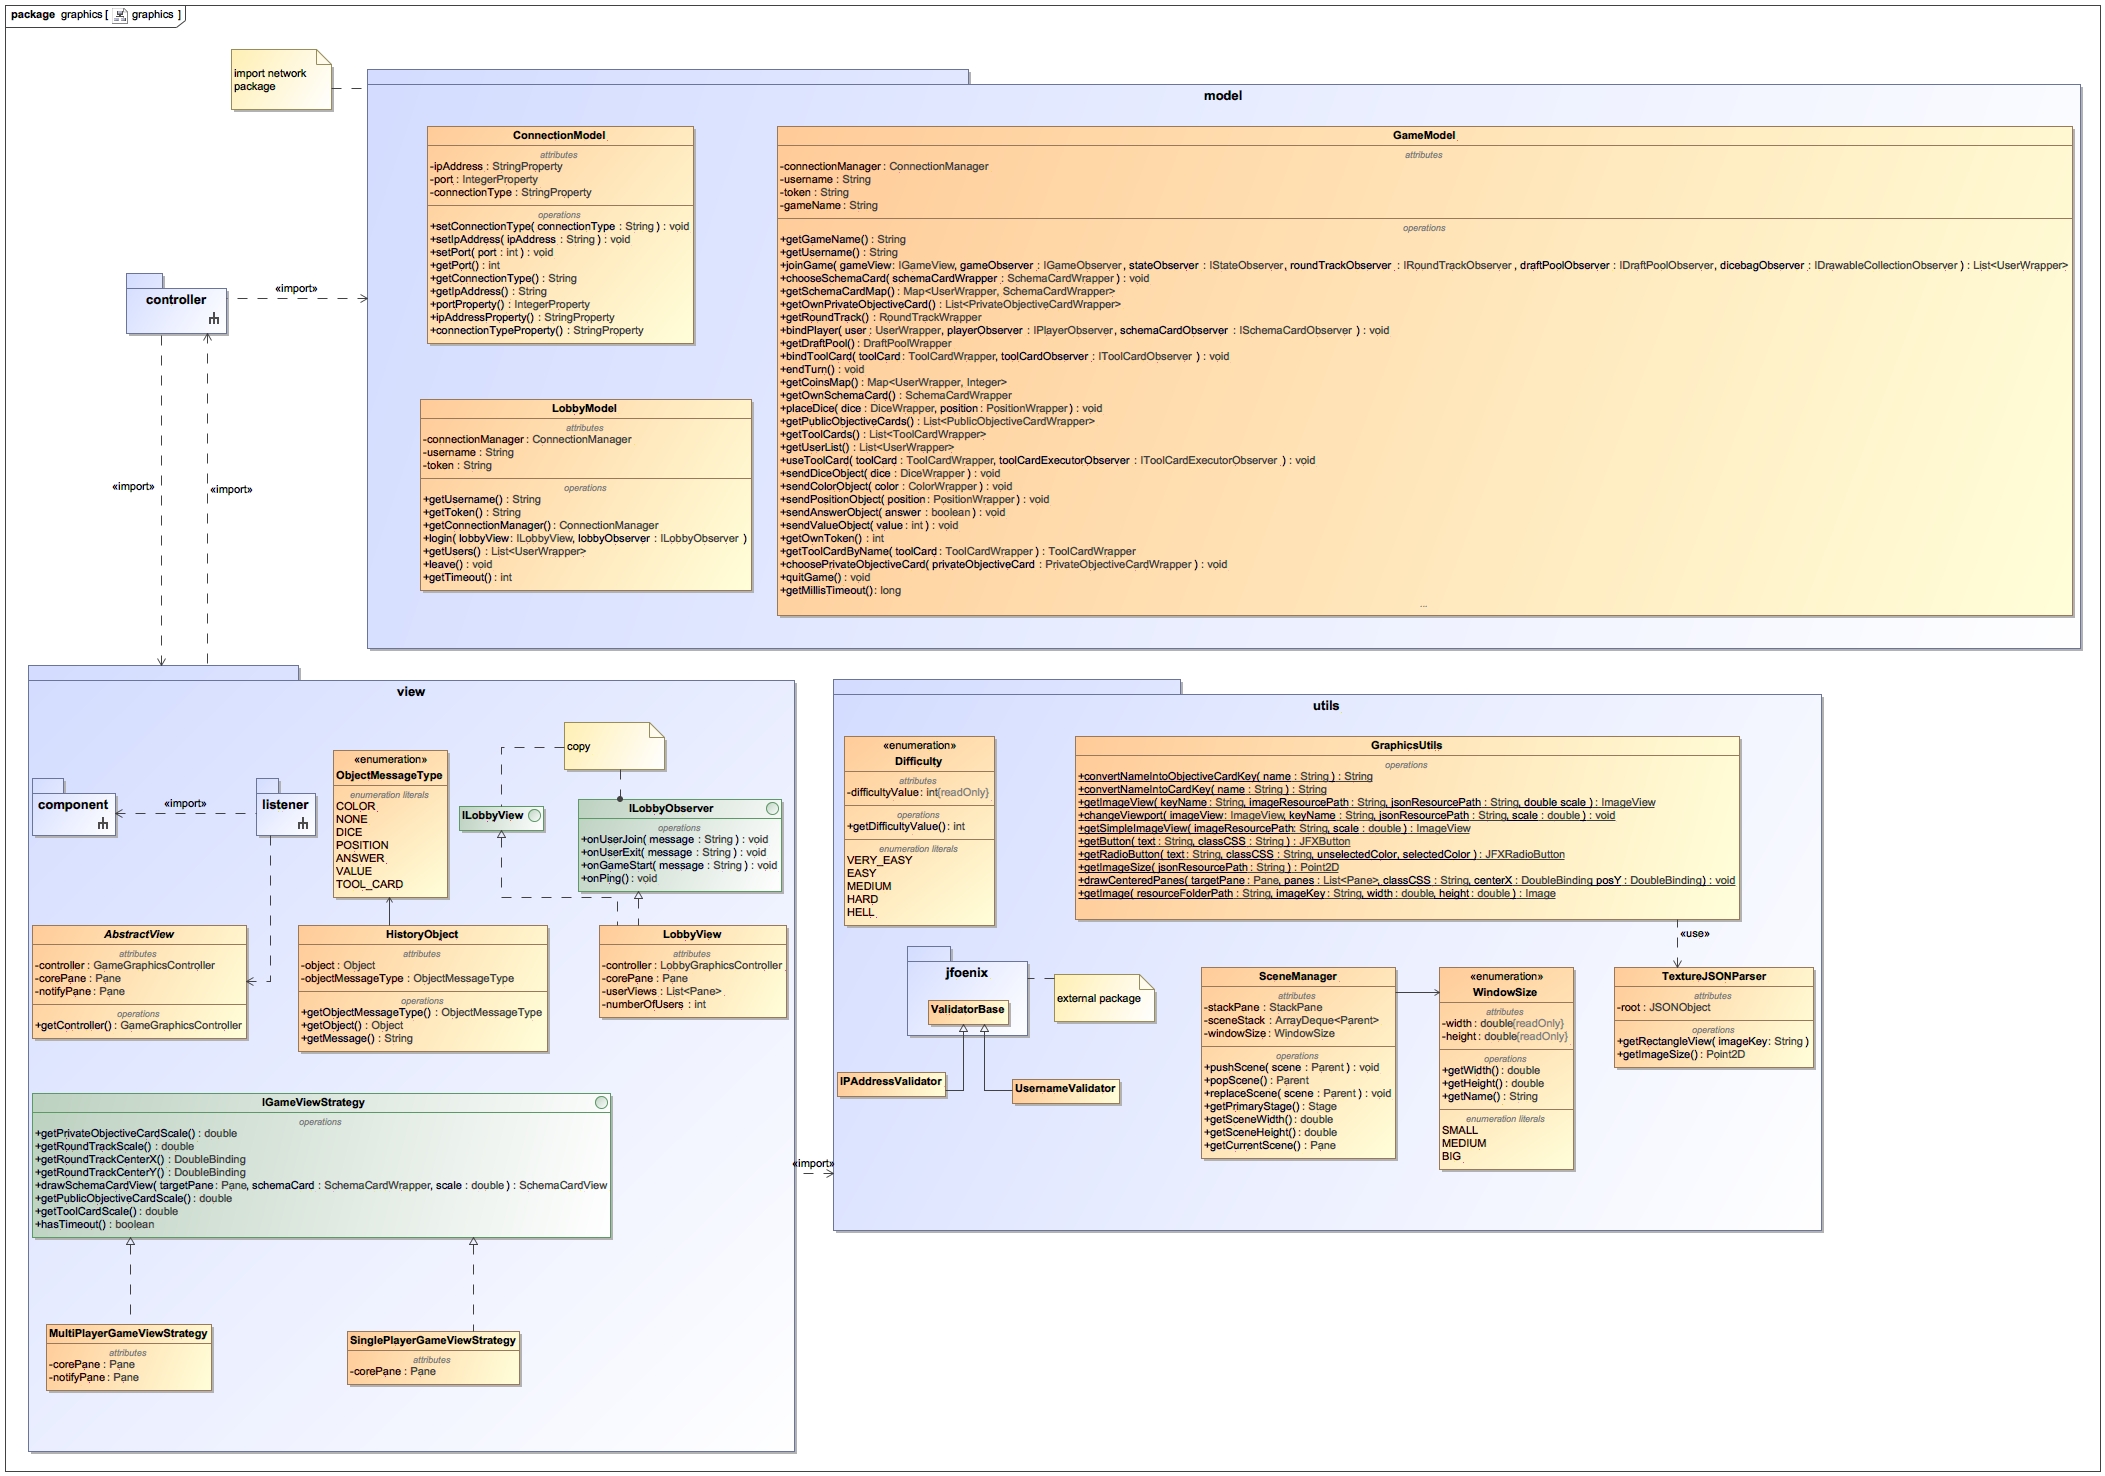 package graphics [ graphics ]
import network
package
model
ConnectionModel
attributes
-ipAddress : StringProperty
-port : IntegerProperty
-connectionType : StringProperty
operations
+setConnectionType( connectionType : String ) : void
+setIpAddress( ipAddress : String ) : void
+setPort( port : int ) : void
+getPort() : int
+getConnectionType() : String
+getIpAddress() : String
+portProperty() : IntegerProperty
+ipAddressProperty() : StringProperty
+connectionTypeProperty() : StringProperty
GameModel
attributes
-connectionManager : ConnectionManager
-username : String
-token : String
-gameName : String
operations
+getGameName() : String
+getUsername() : String
+joinGame( gameView: IGameView, gameObserver : IGameObserver, stateObserver : IStateObserver, roundTrackObserver : IRoundTrackObserver, draftPoolObserver : IDraftPoolObserver, dicebagObserver : IDrawableCollectionObserver ) : List<UserWrapper>
+chooseSchemaCard( schemaCardWrapper : SchemaCardWrapper ) : void
+getSchemaCardMap() : Map<UserWrapper, SchemaCardWrapper>
+getOwnPrivateObjectiveCard() : List<PrivateObjectiveCardWrapper>
+getRoundTrack() : RoundTrackWrapper
+bindPlayer( user : UserWrapper, playerObserver : IPlayerObserver, schemaCardObserver : ISchemaCardObserver ) : void
+getDraftPool() : DraftPoolWrapper
+bindToolCard( toolCard : ToolCardWrapper, toolCardObserver : IToolCardObserver ) : void
+endTurn() : void
+getCoinsMap() : Map<UserWrapper, Integer>
+getOwnSchemaCard() : SchemaCardWrapper
+placeDice( dice : DiceWrapper, position : PositionWrapper) : void
+getPublicObjectiveCards() : List<PublicObjectiveCardWrapper>
+getToolCards() : List<ToolCardWrapper>
+getUserList() : List<UserWrapper>
+useToolCard( toolCard : ToolCardWrapper, toolCardExecutorObserver : IToolCardExecutorObserver ) : void
+sendDiceObject( dice : DiceWrapper ) : void
+sendColorObject( color : ColorWrapper ) : void
+sendPositionObject( position : PositionWrapper ) : void
+sendAnswerObject( answer : boolean ) : void
+sendValueObject( value : int ) : void
+getOwnToken() : int
+getToolCardByName( toolCard : ToolCardWrapper ) : ToolCardWrapper
+choosePrivateObjectiveCard( privateObjectiveCard : PrivateObjectiveCardWrapper ) : void
+quitGame() : void
+getMillisTimeout() : long
...
LobbyModel
attributes
-connectionManager : ConnectionManager
-username : String
-token : String
operations
+getUsername() : String
+getToken() : String
+getConnectionManager() : ConnectionManager
+login( lobbyView : ILobbyView, lobbyObserver : ILobbyObserver )
+getUsers() : List<UserWrapper>
+leave() : void
+getTimeout() : int
controller
«import»
«import»
«import»
view
component
«import»
listener
«enumeration»
ObjectMessageType
enumeration literals
COLOR
NONE
DICE
POSITION
ANSWER
VALUE
TOOL_CARD
copy
ILobbyView
ILobbyObserver
operations
+onUserJoin( message : String ) : void
+onUserExit( message : String ) : void
+onGameStart( message : String ) : void
+onPing() : void
AbstractView
attributes
-controller : GameGraphicsController
-corePane : Pane
-notifyPane : Pane
operations
+getController() : GameGraphicsController
HistoryObject
attributes
-object : Object
-objectMessageType : ObjectMessageType
operations
+getObjectMessageType() : ObjectMessageType
+getObject() : Object
+getMessage() : String
LobbyView
attributes
-controller : LobbyGraphicsController
-corePane : Pane
-userViews : List<Pane>
-numberOfUsers : int
IGameViewStrategy
operations
+getPrivateObjectiveCardScale() : double
+getRoundTrackScale() : double
+getRoundTrackCenterX() : DoubleBinding
+getRoundTrackCenterY() : DoubleBinding
+drawSchemaCardView( targetPane : Pane, schemaCard : SchemaCardWrapper, scale : double ) : SchemaCardView
+getPublicObjectiveCardScale() : double
+getToolCardScale() : double
+hasTimeout() : boolean
MultiPlayerGameViewStrategy
attributes
-corePane : Pane
-notifyPane : Pane
SinglePlayerGameViewStrategy
attributes
-corePane : Pane
«import»
utils
«enumeration»
Difficulty
attributes
-difficultyValue : int{readOnly}
operations
+getDifficultyValue() : int
enumeration literals
VERY_EASY
EASY
MEDIUM
HARD
HELL
GraphicsUtils
operations
+convertNameIntoObjectiveCardKey( name : String ) : String
+convertNameIntoCardKey( name : String ) : String
+getImageView( keyName : String, imageResourcePath : String, jsonResourcePath : String, double scale ) : ImageView
+changeViewport( imageView : ImageView, keyName : String, jsonResourcePath : String, scale : double ) : void
+getSimpleImageView( imageResourcePath : String, scale : double ) : ImageView
+getButton( text : String, classCSS : String ) : JFXButton
+getRadioButton( text : String, classCSS : String, unselectedColor, selectedColor ) : JFXRadioButton
+getImageSize( jsonResourcePath : String ) : Point2D
+drawCenteredPanes( targetPane : Pane, panes : List<Pane>, classCSS : String, centerX : DoubleBinding posY : DoubleBinding) : void
+getImage( resourceFolderPath : String, imageKey : String, width : double, height : double ) : Image
«use»
jfoenix
ValidatorBase
external package
IPAddressValidator
UsernameValidator
SceneManager
attributes
-stackPane : StackPane
-sceneStack : ArrayDeque<Parent>
-windowSize : WindowSize
operations
+pushScene( scene : Parent ) : void
+popScene() : Parent
+replaceScene( scene : Parent ) : void
+getPrimaryStage() : Stage
+getSceneWidth() : double
+getSceneHeight() : double
+getCurrentScene() : Pane
«enumeration»
WindowSize
attributes
-width : double{readOnly}
-height : double{readOnly}
operations
+getWidth() : double
+getHeight() : double
+getName() : String
enumeration literals
SMALL
MEDIUM
BIG
TextureJSONParser
attributes
-root : JSONObject
operations
+getRectangleView( imageKey : String )
+getImageSize() : Point2D